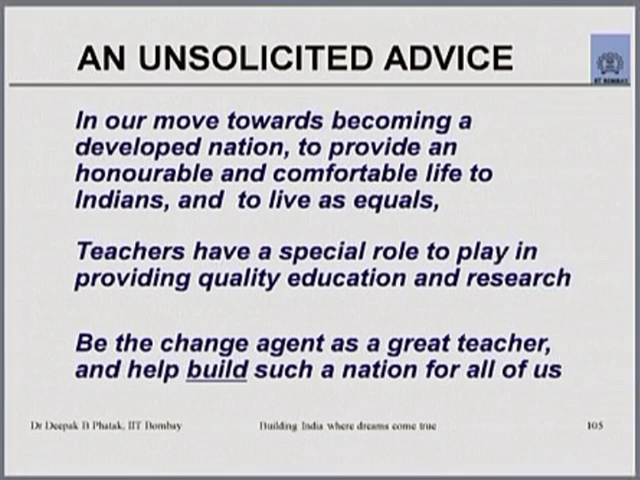 AN UNSOLICITED ADVICE
IIT BOMBAY
In our move towards becoming a
developed nation, to provide an
honourable and comfortable life to
Indians, and to live as equals,
Teachers have a special role to play in
providing quality education and research
Be the change agent as a great teacher,
and help build such a nation for all of us
Dr Deepak B Phatak, IIT Bombay
Building India where dreams come true
105